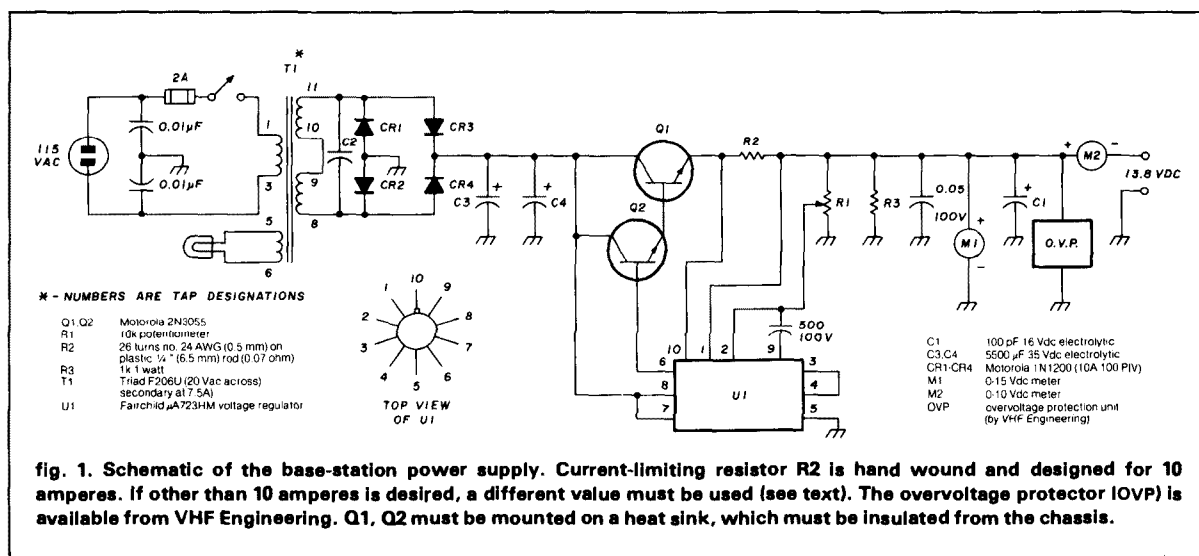 *
T1
2A
11
Q1
R2
M2
0.01µF
1
10
C2
CR1
CR3
115
VAC
13.8 VDC
0.01µF
3
9
CR2
CR4
C3
C4
Q2
R1
R3
0.05
100V
C1
M1
O.V.P.
5
8
6
* - NUMBERS ARE TAP DESIGNATIONS
Q1,Q2 Motorola 2N3055
R1 10k potentiometer
R2 26 turns no. 24 AWG (0.5 mm) on
plastic ¼" (6.5 mm) rod (0.07 ohm)
R3 1k 1 watt
T1 Triad F206U (20 Vac across)
secondary at 7.5A)
U1 Fairchild µA723HM voltage regulator
10
1
9
2
8
3
7
4
6
5
TOP VIEW
OF U1
500
100V
6
10
1
2
9
3
8
4
7
5
U1
C1 100 pF 16 Vdc electrolytic
C3,C4 5500 µF 35 Vdc electrolytic
CR1-CR4 Motorola 1N1200 (10A 100 PIV)
M1 0-15 Vdc meter
M2 0-10 Vdc meter
OVP overvoltage protection unit
(by VHF Engineering)
fig. 1. Schematic of the base-station power supply. Current-limiting resistor R2 is hand wound and designed for 10
amperes. If other than 10 amperes is desired, a different value must be used (see text). The overvoltage protector IOVP) is
available from VHF Engineering. Q1, Q2 must be mounted on a heat sink, which must be insulated from the chassis.